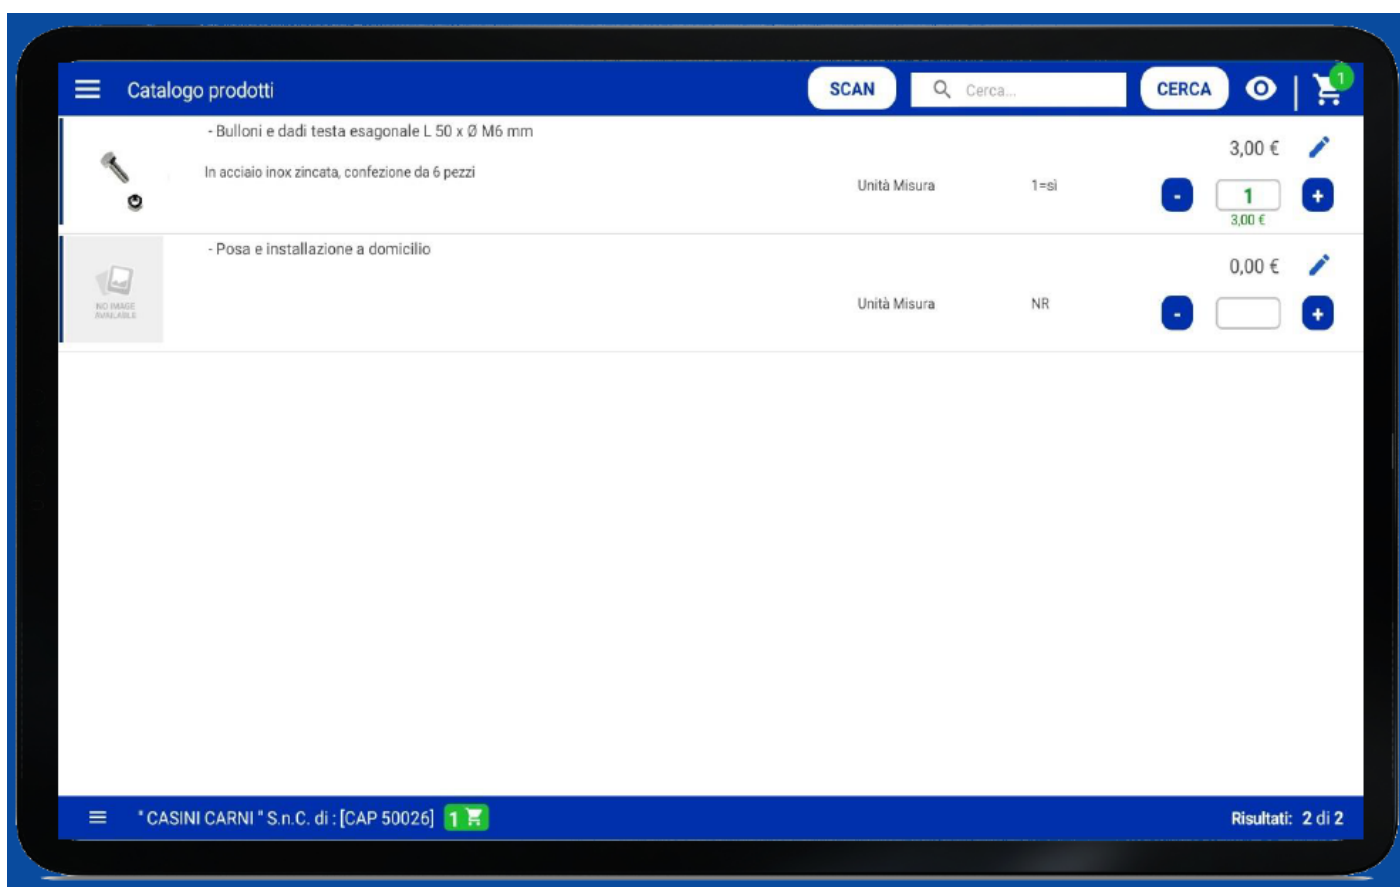 Catalogo prodotti
SCAN
Cerca...
CERCA
1
- Bulloni e dadi testa esagonale L 50 x Ø M6 mm
In acciaio inox zincata, confezione da 6 pezzi
Unità Misura 1=sì
3,00 €
- 1 +
3,00 €
- Posa e installazione a domicilio
NO IMAGE
AVAILABLE
Unità Misura NR
0,00 €
- +
" CASINI CARNI " S.n.C. di : [CAP 50026] 1
Risultati: 2 di 2